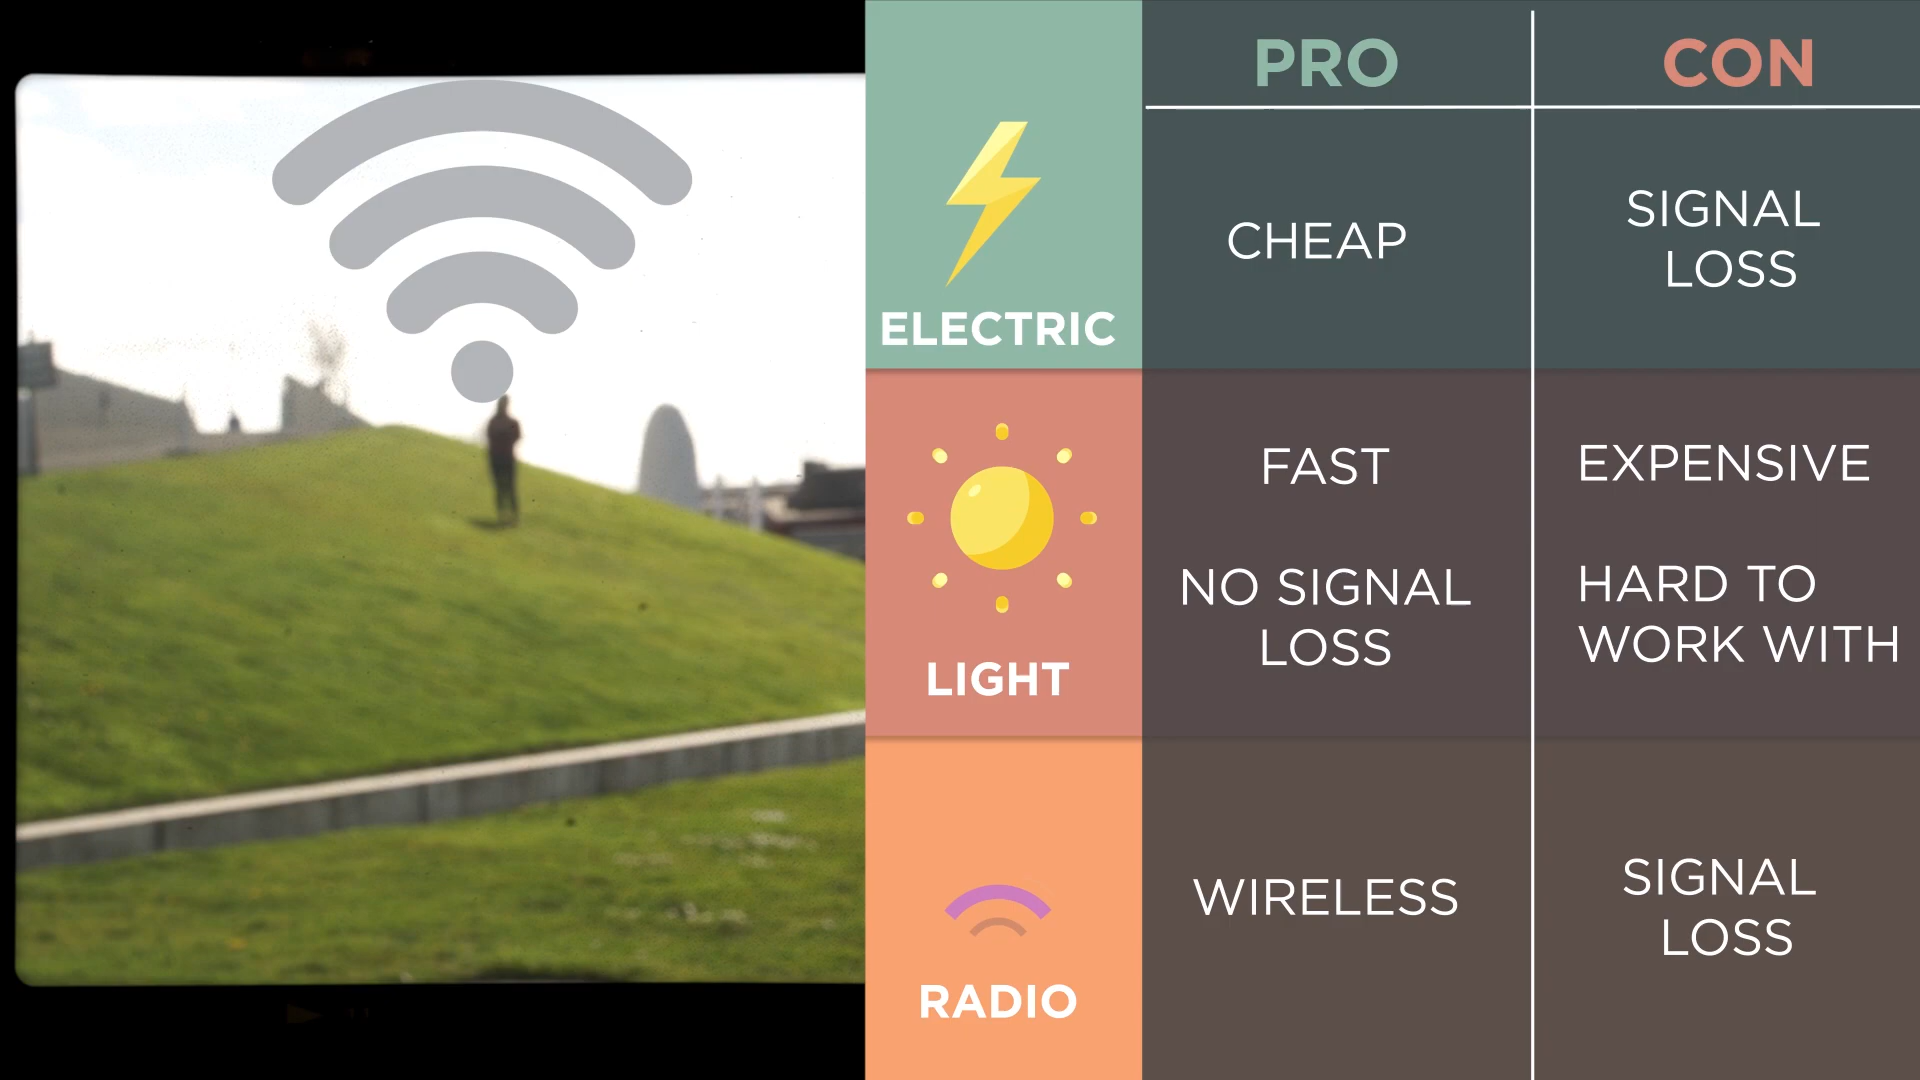 PRO
CON
ELECTRIC
CHEAP
SIGNAL
LOSS
LIGHT
FAST
NO SIGNAL
LOSS
EXPENSIVE
HARD TO
WORK WITH
RADIO
WIRELESS
SIGNAL
LOSS